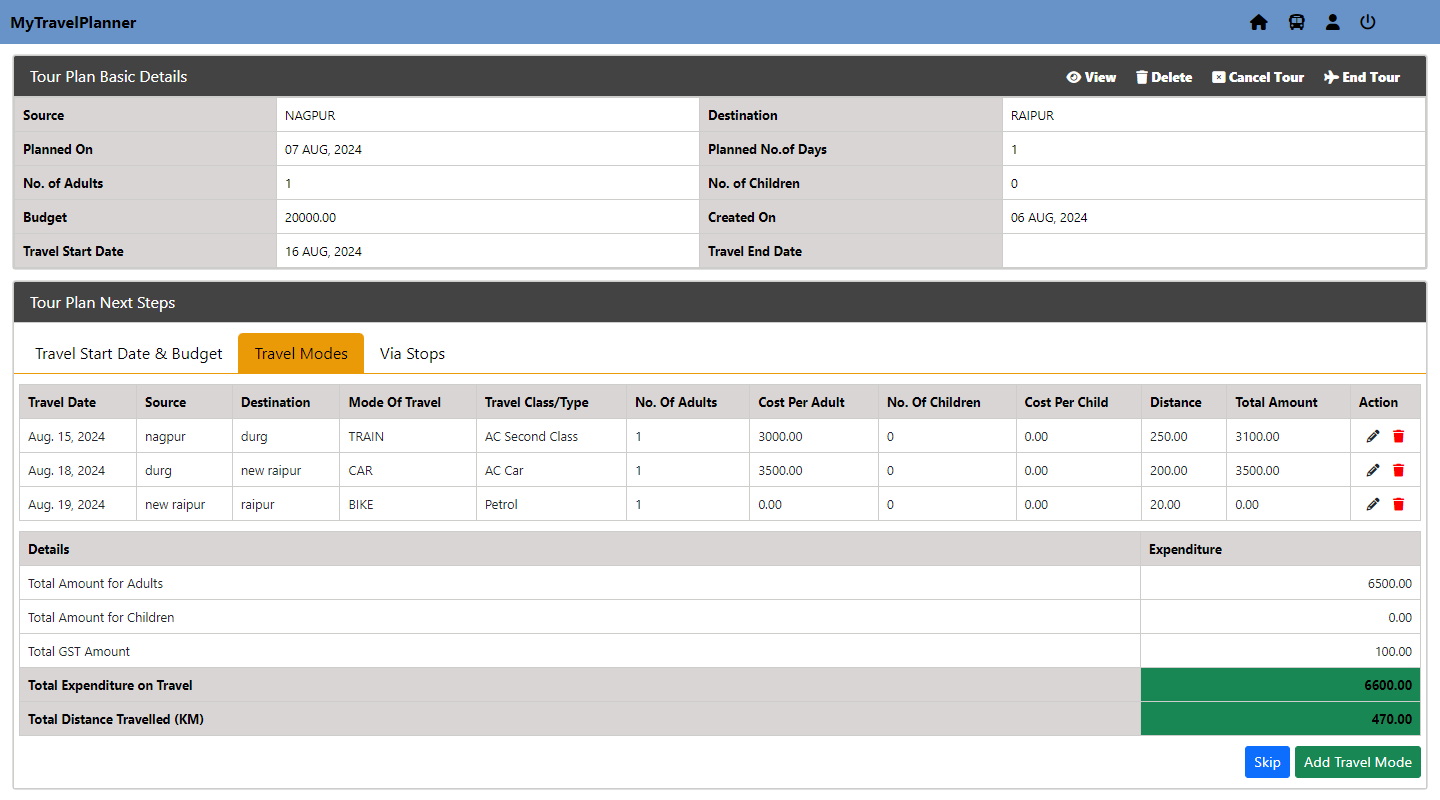 MyTravelPlanner
Tour Plan Basic Details View Delete Cancel Tour End Tour
Source NAGPUR Destination RAIPUR
Planned On 07 AUG, 2024 Planned No.of Days 1
No. of Adults 1 No. of Children 0
Budget 20000.00 Created On 06 AUG, 2024
Travel Start Date 16 AUG, 2024 Travel End Date
Tour Plan Next Steps
Travel Start Date & Budget Travel Modes Via Stops
Travel Date Source Destination Mode Of Travel Travel Class/Type No. Of Adults Cost Per Adult No. Of Children Cost Per Child Distance Total Amount Action
Aug. 15, 2024 nagpur durg TRAIN AC Second Class 1 3000.00 0 0.00 250.00 3100.00
Aug. 18, 2024 durg new raipur CAR AC Car 1 3500.00 0 0.00 200.00 3500.00
Aug. 19, 2024 new raipur raipur BIKE Petrol 1 0.00 0 0.00 20.00 0.00
Details Expenditure
Total Amount for Adults 6500.00
Total Amount for Children 0.00
Total GST Amount 100.00
Total Expenditure on Travel 6600.00
Total Distance Travelled (KM) 470.00
Skip Add Travel Mode